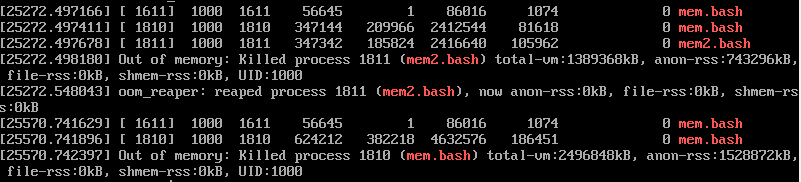 [25272.497166] [ 1611] 1000 1611 56645 1 86016 1074 0 mem.bash
[25272.497411] [ 1810] 1000 1810 347144 209966 2412544 81618 0 mem.bash
[25272.497678] [ 1811] 1000 1811 347342 185824 2416640 105962 0 mem2.bash
[25272.498180] Out of memory: Killed process 1811 (mem2.bash) total-vm:1389368kB, anon-rss:743296kB,
 file-rss:0kB, shmem-rss:0kB, UID:1000
[25272.548043] oom_reaper: reaped process 1811 (mem2.bash), now anon-rss:0kB, file-rss:0kB, shmem-rs
s:0kB
[25570.741629] [ 1611] 1000 1611 56645 1 86016 1074 0 mem.bash
[25570.741896] [ 1810] 1000 1810 624212 382218 4632576 186451 0 mem.bash
[25570.742397] Out of memory: Killed process 1810 (mem.bash) total-vm:2496848kB, anon-rss:1528872kB,
 file-rss:0kB, shmem-rss:0kB, UID:1000